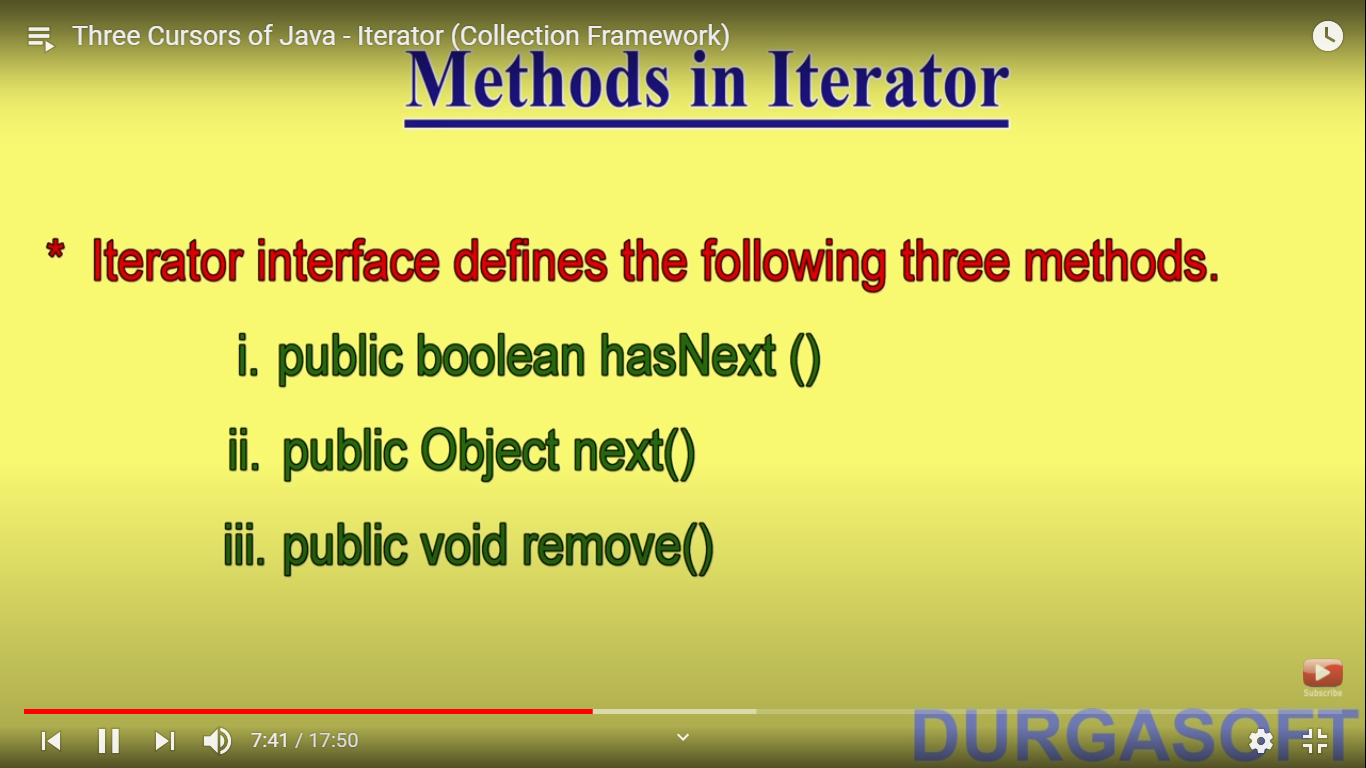 Three Cursors of Java - Iterator (Collection Framework)
Methods in Iterator
* Iterator interface defines the following three methods.
i. public boolean hasNext ()
ii. public Object next()
iii. public void remove()
Subscribe
7:41 / 17:50
DURGASOFT